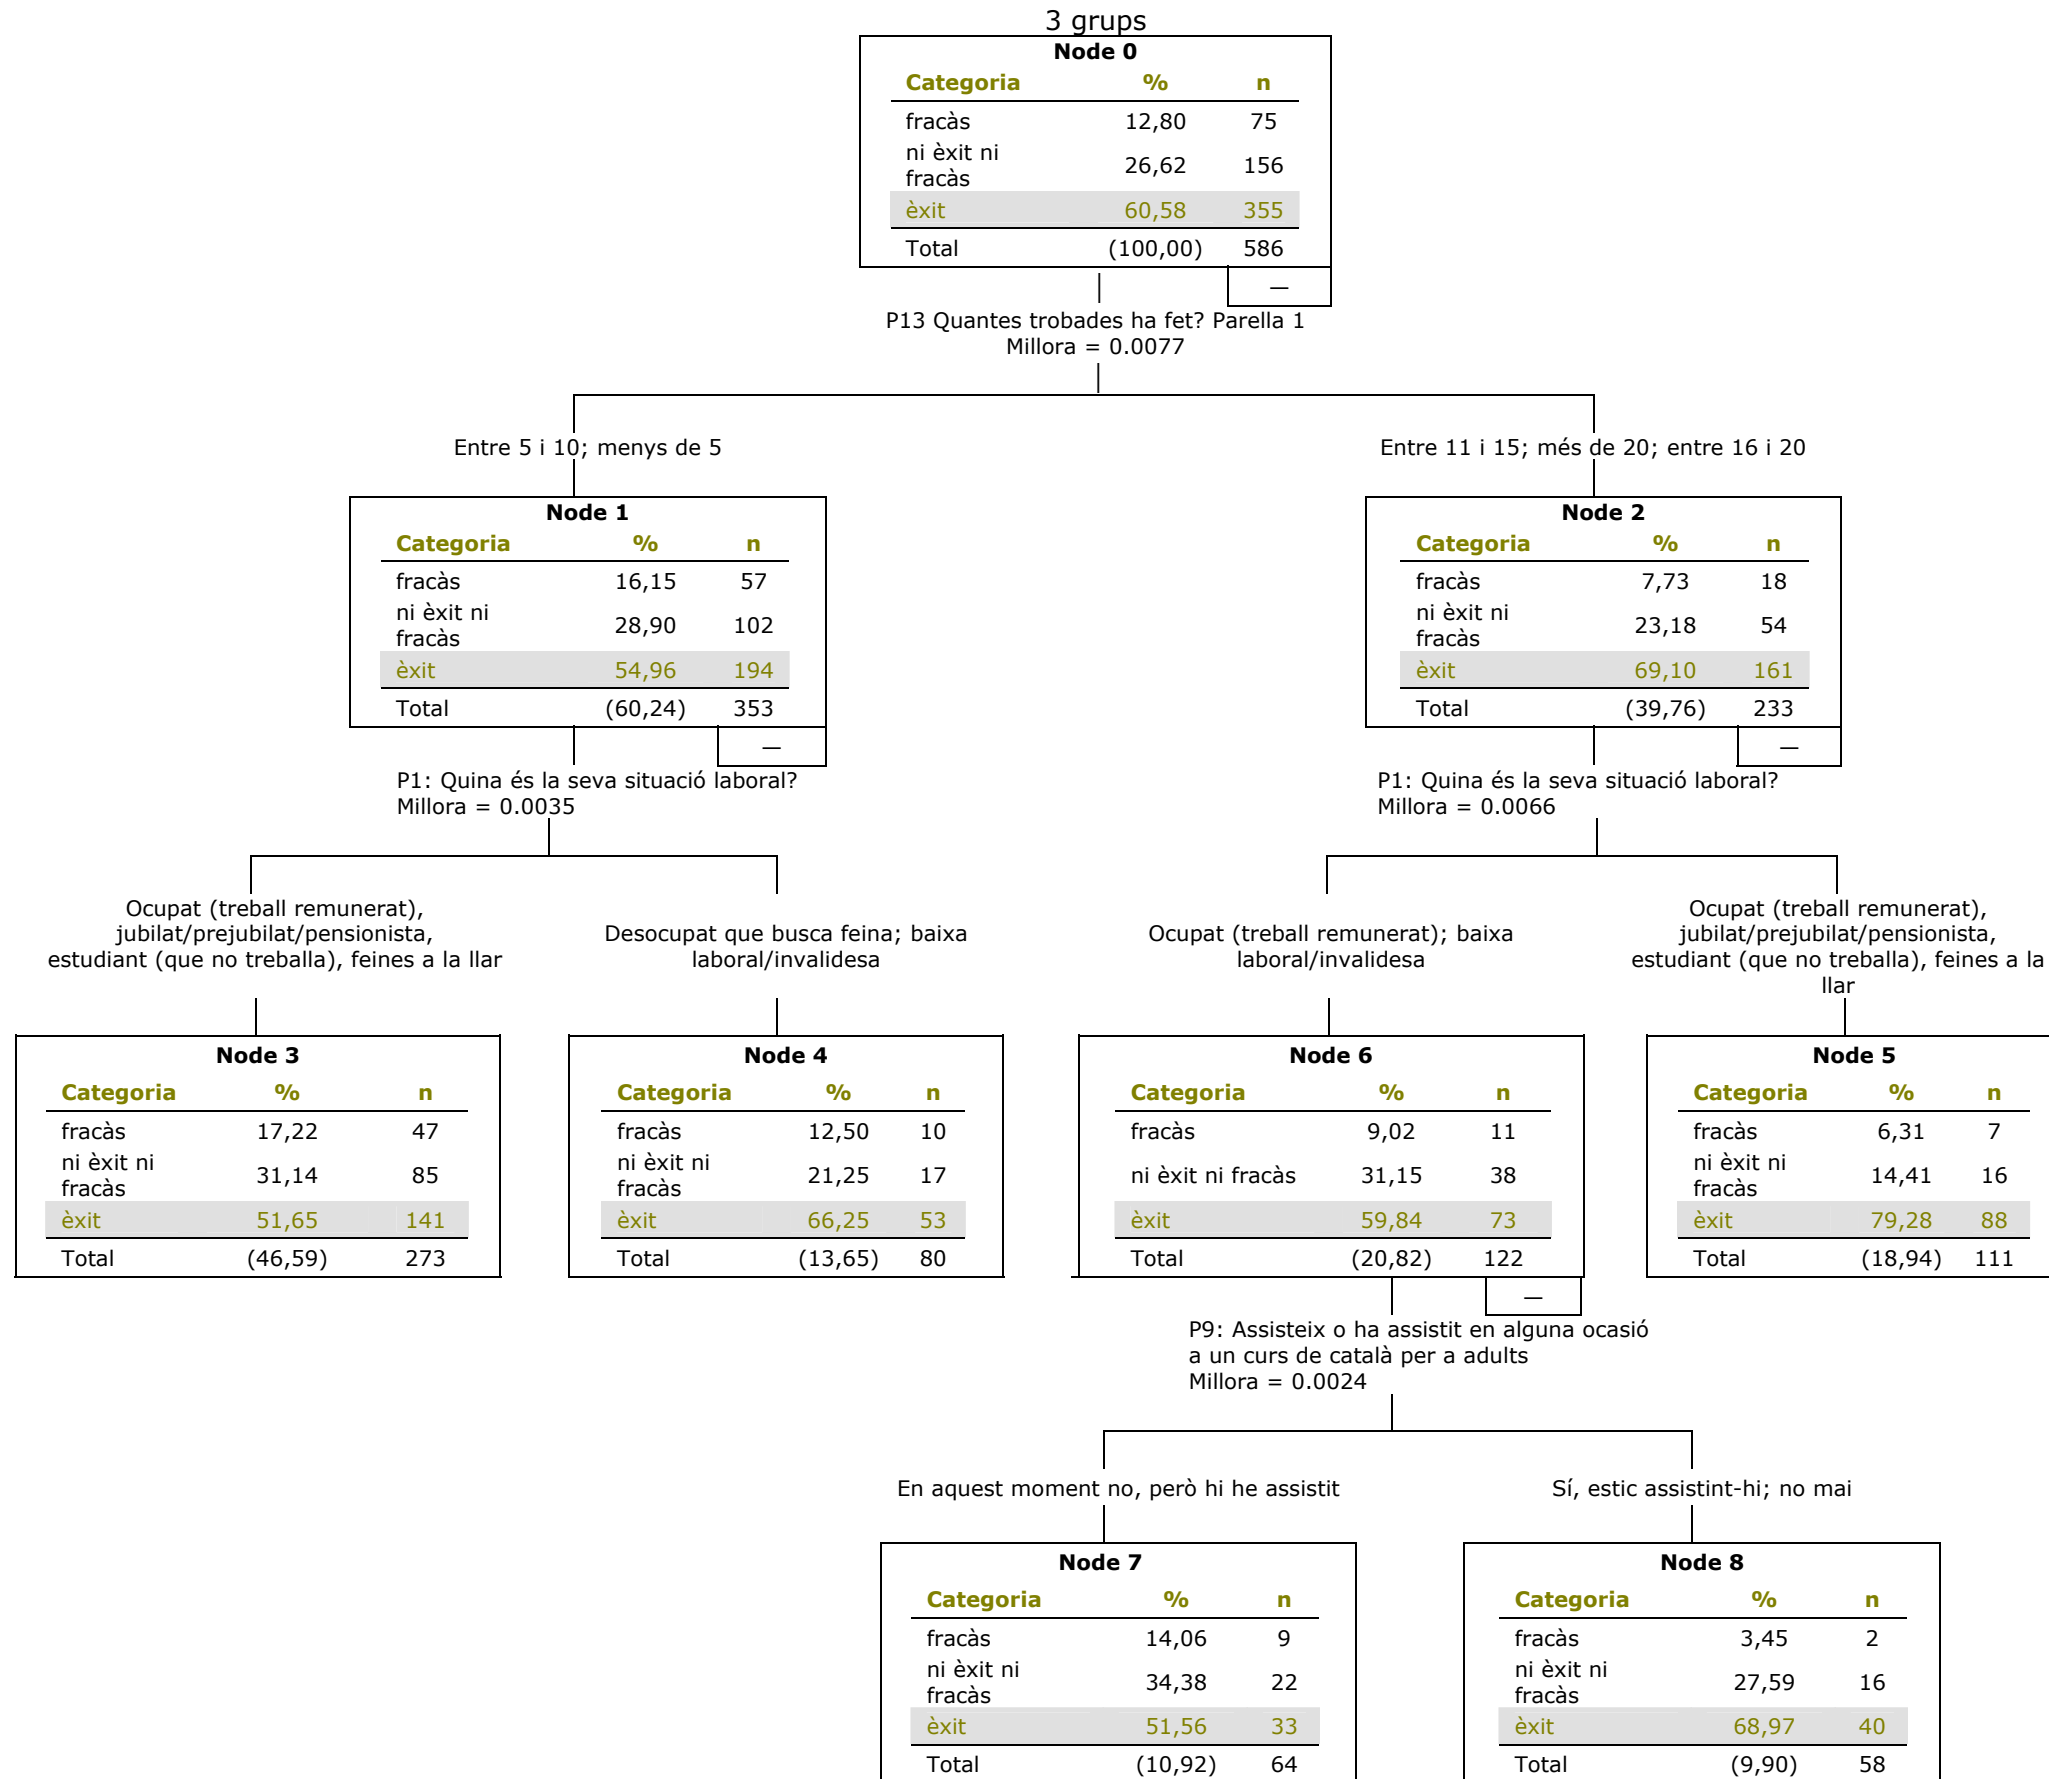 3 grups
Node 0
Categoria % n
fracàs 12,80 75
ni èxit ni
fracàs 26,62 156
èxit 60,58 355
Total (100,00) 586
—
P13 Quantes trobades ha fet? Parella 1
Millora = 0.0077
Entre 5 i 10; menys de 5
Entre 11 i 15; més de 20; entre 16 i 20
Node 1
Categoria % n
fracàs 16,15 57
ni èxit ni
fracàs 28,90 102
èxit 54,96 194
Total (60,24) 353
—
P1: Quina és la seva situació laboral?
Millora = 0.0035
Node 2
Categoria % n
fracàs 7,73 18
ni èxit ni
fracàs 23,18 54
èxit 69,10 161
Total (39,76) 233
—
P1: Quina és la seva situació laboral?
Millora = 0.0066
Ocupat (treball remunerat),
jubilat/prejubilat/pensionista,
estudiant (que no treballa), feines a la llar
Desocupat que busca feina; baixa
laboral/invalidesa
Ocupat (treball remunerat); baixa
laboral/invalidesa
Ocupat (treball remunerat),
jubilat/prejubilat/pensionista,
estudiant (que no treballa), feines a la
llar
Node 3
Categoria % n
fracàs 17,22 47
ni èxit ni
fracàs 31,14 85
èxit 51,65 141
Total (46,59) 273
Node 4
Categoria % n
fracàs 12,50 10
ni èxit ni
fracàs 21,25 17
èxit 66,25 53
Total (13,65) 80
Node 6
Categoria % n
fracàs 9,02 11
ni èxit ni fracàs 31,15 38
èxit 59,84 73
Total (20,82) 122
—
Node 5
Categoria % n
fracàs 6,31 7
ni èxit ni
fracàs 14,41 16
èxit 79,28 88
Total (18,94) 111
P9: Assisteix o ha assistit en alguna ocasió
a un curs de català per a adults
Millora = 0.0024
En aquest moment no, però hi he assistit
Sí, estic assistint-hi; no mai
Node 7
Categoria % n
fracàs 14,06 9
ni èxit ni
fracàs 34,38 22
èxit 51,56 33
Total (10,92) 64
Node 8
Categoria % n
fracàs 3,45 2
ni èxit ni
fracàs 27,59 16
èxit 68,97 40
Total (9,90) 58